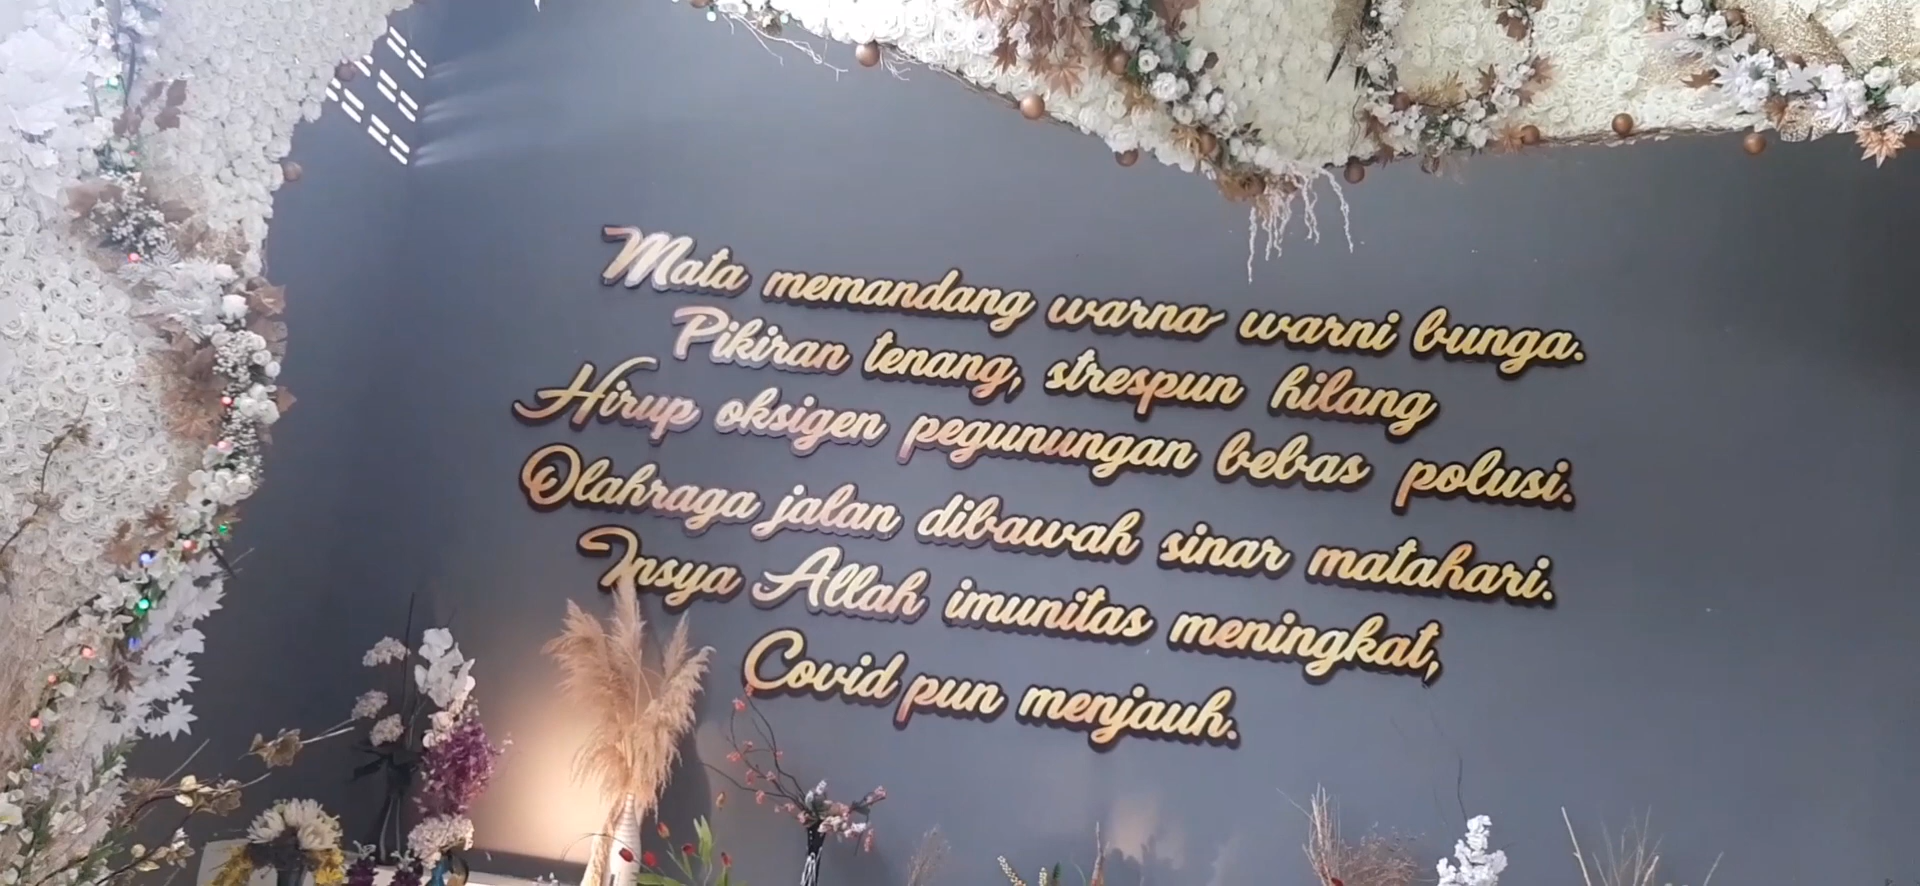 Mata memandang warna warni bunga.
Pikiran tenang, strespun hilang
Hirup oksigen pegunungan bebas polusi.
Olahraga jalan dibawah sinar matahari.
Insya Allah imunitas meningkat,
Covid pun menjauh.